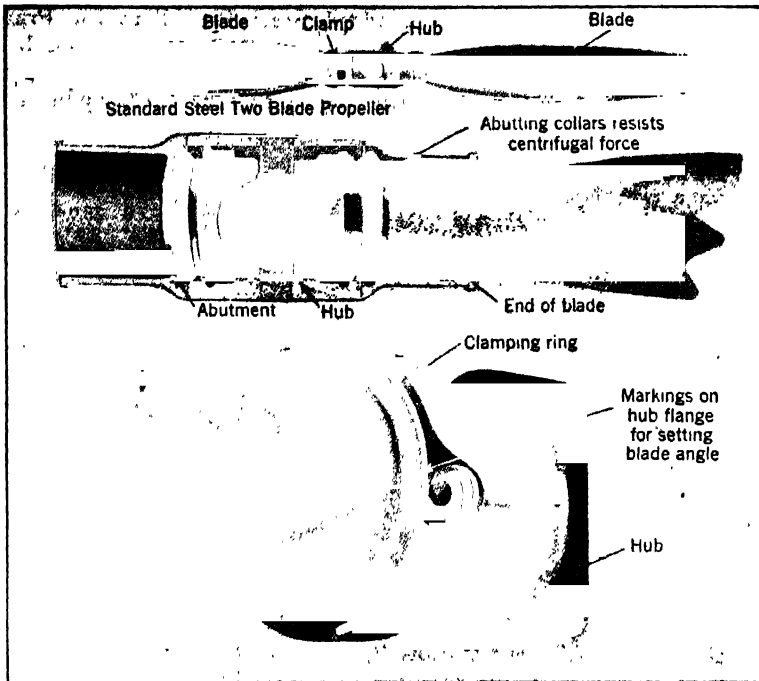 Blade
Clamp
Hub
Blade
Standard Steel Two Blade Propeller
Abutting collars resists
centrifugal force
Abutment
Hub
End of blade
Clamping ring
Markings on
hub flange
for setting
blade angle
Hub